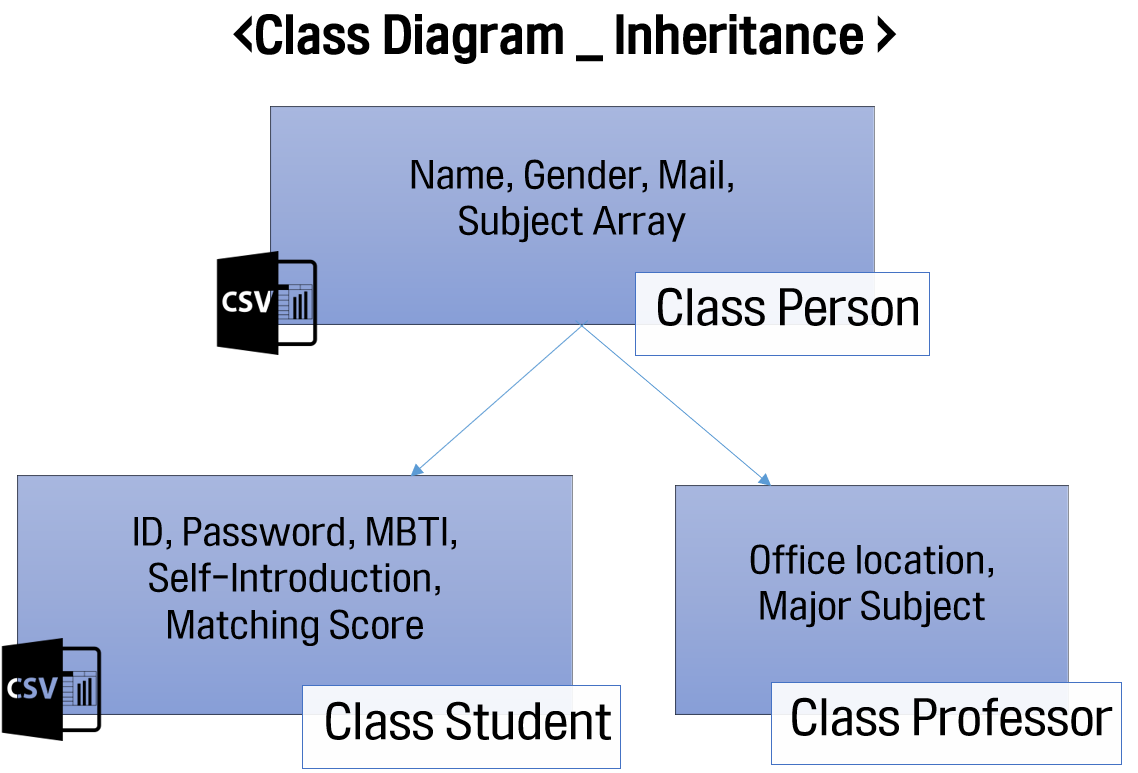 <Class Diagram _ Inheritance >
Name, Gender, Mail,
Subject Array
CSV
Class Person
ID, Password, MBTI,
Self-Introduction,
Matching Score
CSV
Class Student
Office location,
Major Subject
Class Professor